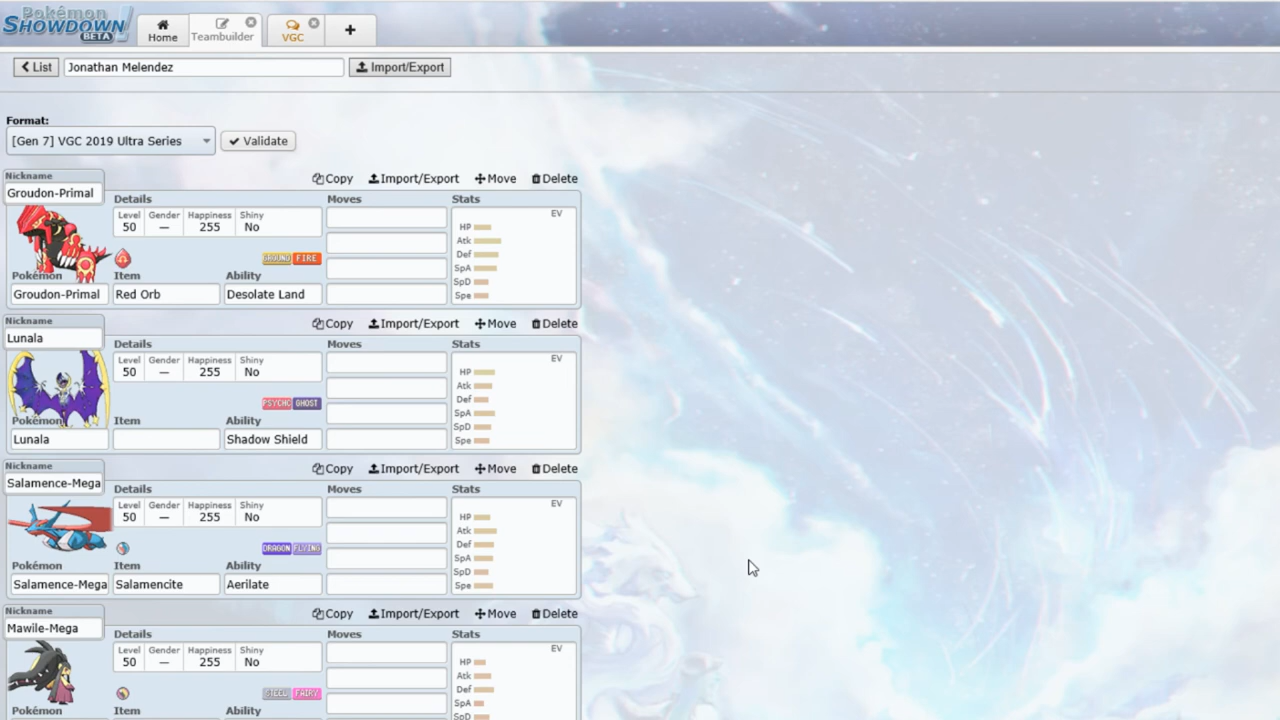 Pokémon
SHOWDOWN!
BETA
Home
Teambuilder
VGC
List
Jonathan Melendez
Import/Export
Format:
[Gen 7] VGC 2019 Ultra Series
Validate
Copy Import/Export Move Delete
Nickname
Groudon-Primal
Details Moves Stats
Level Gender Happiness Shiny EV
50 — 255 No
HP
Atk
Def
GROUND FIRE
SpA
Pokémon Item Ability
SpD
Groudon-Primal Red Orb Desolate Land
Spe
Copy Import/Export Move Delete
Nickname
Lunala
Details Moves Stats
Level Gender Happiness Shiny EV
50 — 255 No
HP
Atk
Def
PSYCHC GHOST
SpA
Pokémon Item Ability
SpD
Lunala Shadow Shield
Spe
Copy Import/Export Move Delete
Nickname
Salamence-Mega
Details Moves Stats
Level Gender Happiness Shiny EV
50 — 255 No
HP
Atk
Def
DRAGON FLYING
SpA
Pokémon Item Ability
SpD
Salamence-Mega Salamencite Aerilate
Spe
Copy Import/Export Move Delete
Nickname
Mawile-Mega
Details Moves Stats
Level Gender Happiness Shiny EV
50 — 255 No
HP
Atk
Def
STEEL FAIRY
SpA
Pokémon Item Ability
SpD